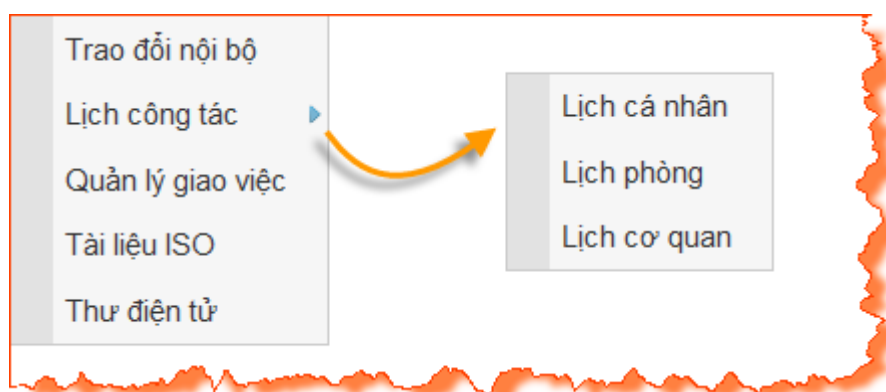 Trao đổi nội bộ
Lịch công tác
Quản lý giao việc
Tài liệu ISO
Thư điện tử
Lịch cá nhân
Lịch phòng
Lịch cơ quan